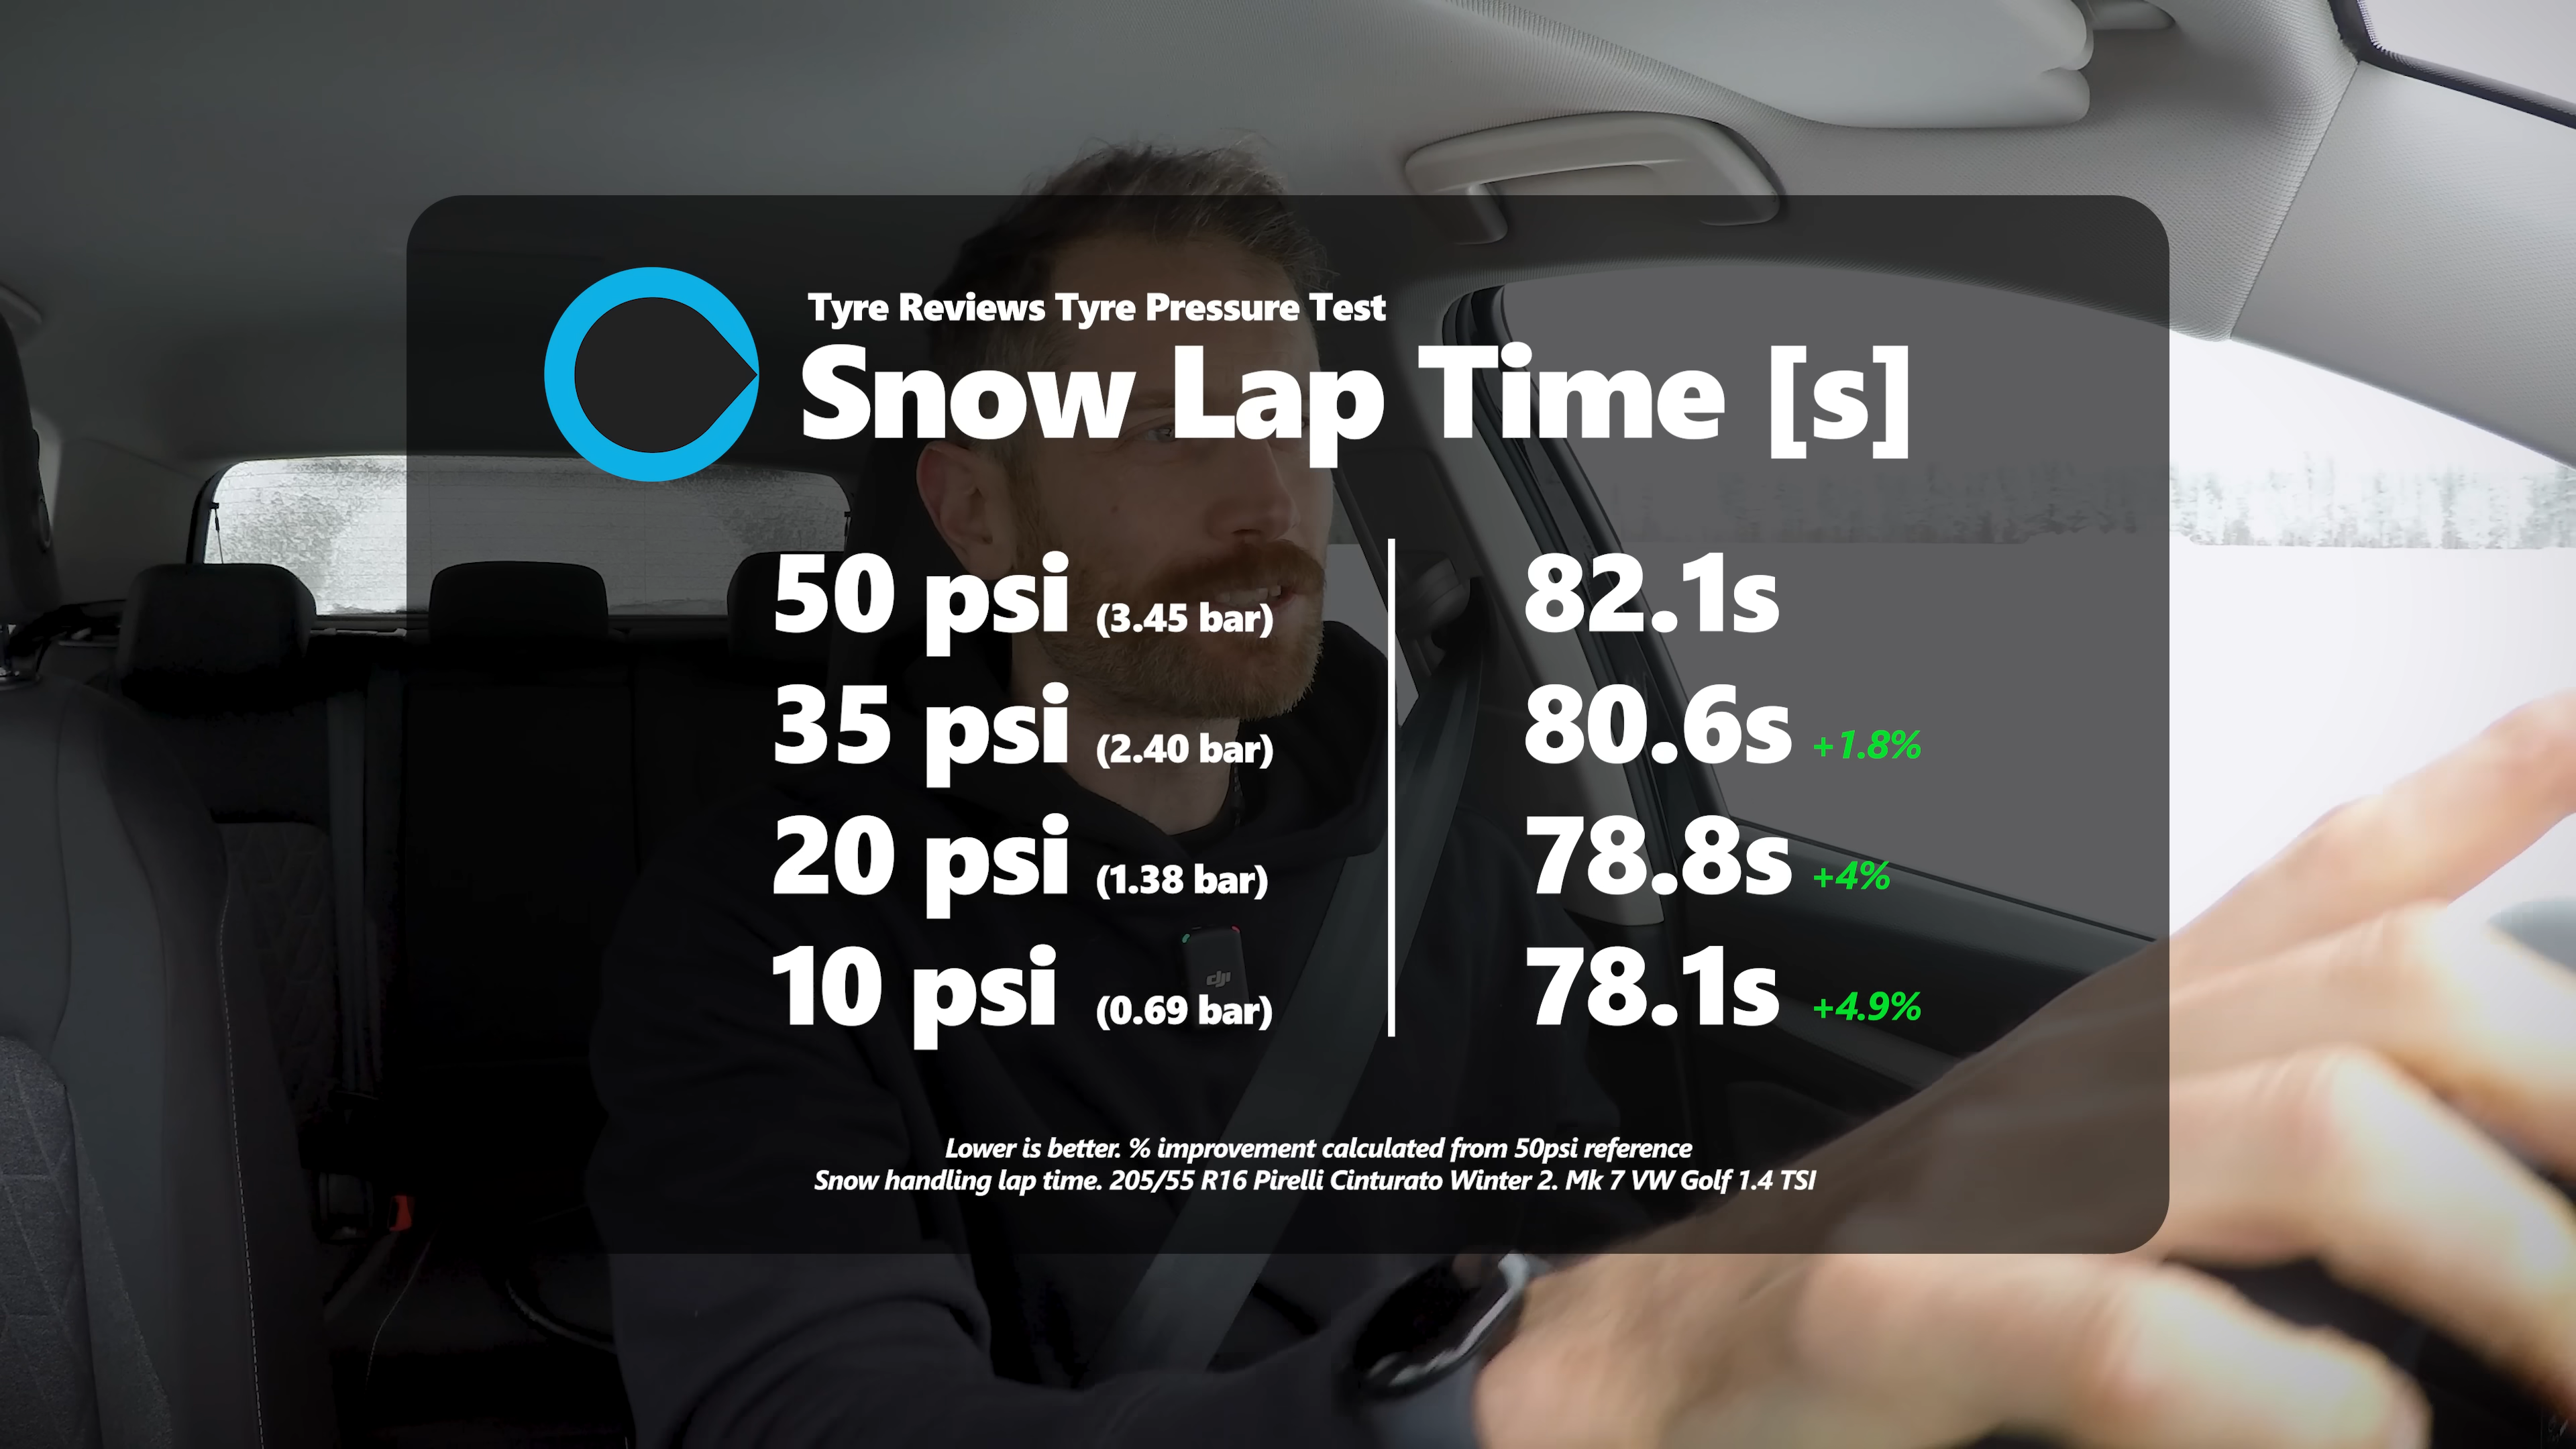 Tyre Reviews Tyre Pressure Test
Snow Lap Time [s]
50 psi (3.45 bar) 82.1s
35 psi (2.40 bar) 80.6s +1.8%
20 psi (1.38 bar) 78.8s +4%
10 psi (0.69 bar) 78.1s +4.9%
dji
Lower is better. % improvement calculated from 50psi reference
Snow handling lap time. 205/55 R16 Pirelli Cinturato Winter 2. Mk 7 VW Golf 1.4 TSI